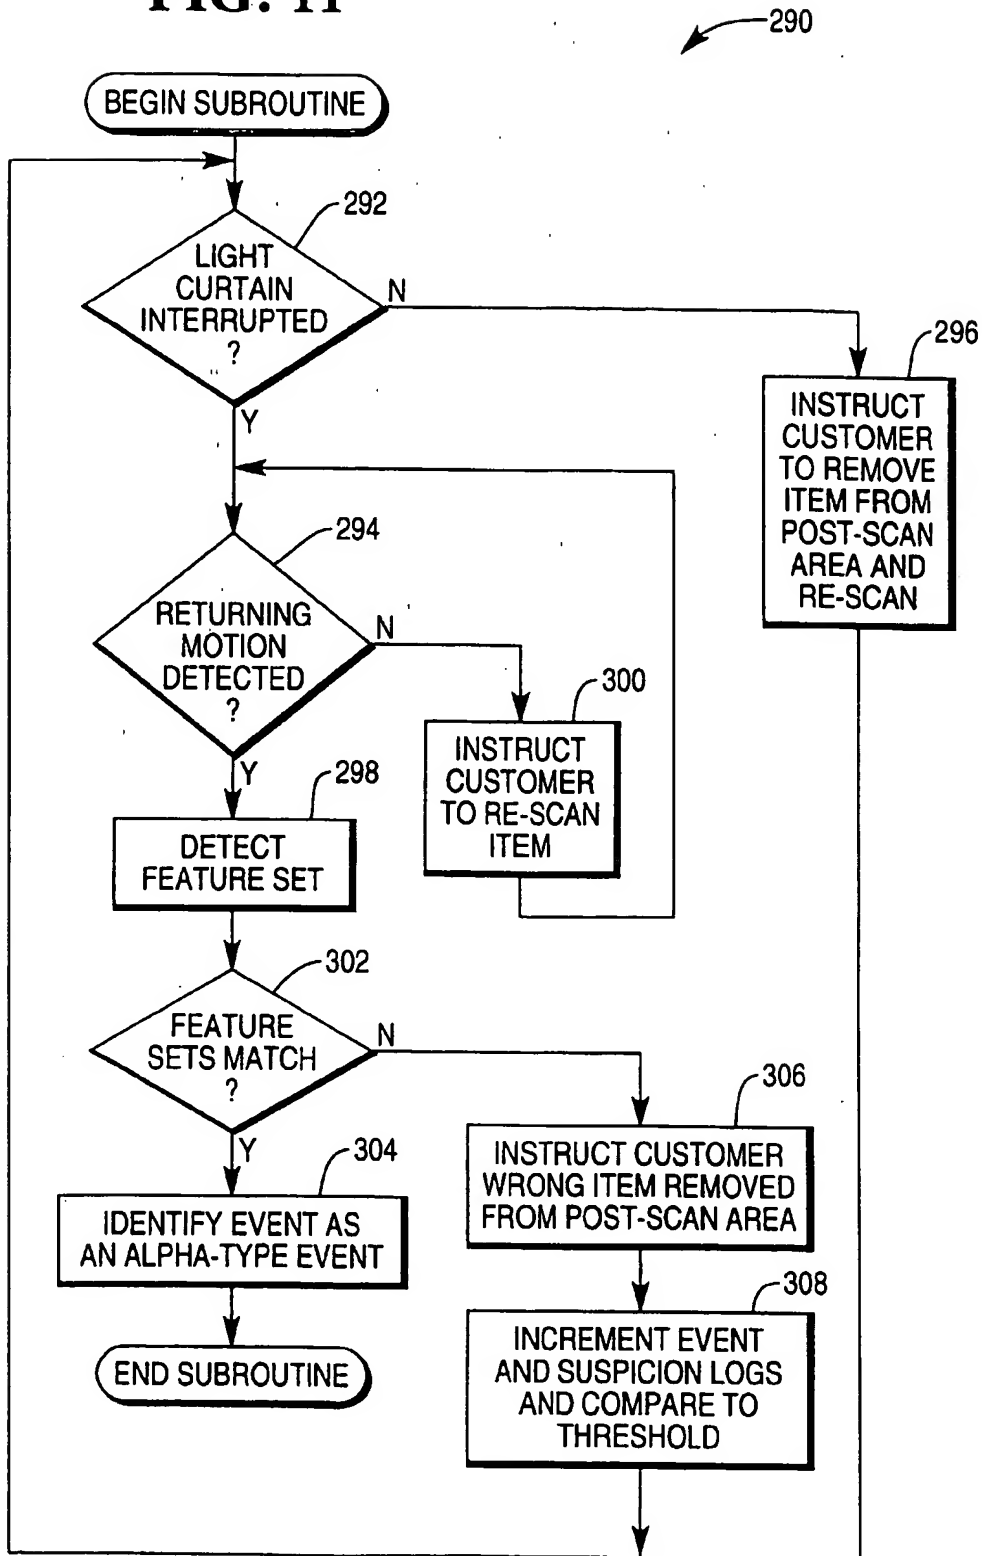 FIG. 11
290
BEGIN SUBROUTINE
292
LIGHT
CURTAIN
INTERRUPTED
?
N
Y
296
INSTRUCT
CUSTOMER
TO REMOVE
ITEM FROM
POST-SCAN
AREA AND
RE-SCAN
294
RETURNING
MOTION
DETECTED
?
N
Y
300
INSTRUCT
CUSTOMER
TO RE-SCAN
ITEM
298
DETECT
FEATURE SET
302
FEATURE
SETS MATCH
?
N
Y
306
INSTRUCT CUSTOMER
WRONG ITEM REMOVED
FROM POST-SCAN AREA
304
IDENTIFY EVENT AS
AN ALPHA-TYPE EVENT
308
INCREMENT EVENT
AND SUSPICION LOGS
AND COMPARE TO
THRESHOLD
END SUBROUTINE